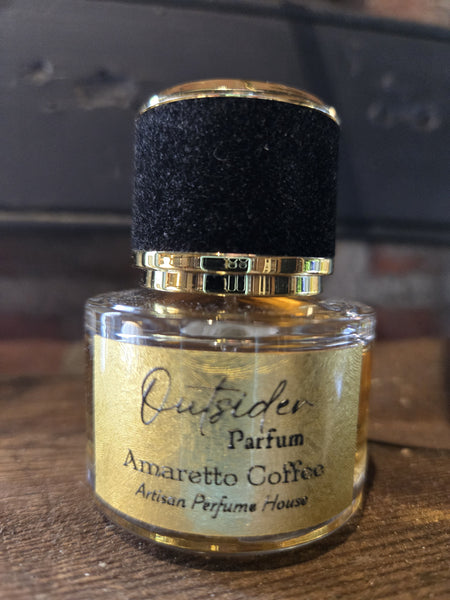 Outsider
Parfum
Amaretto Coffee
Artisan Perfume House